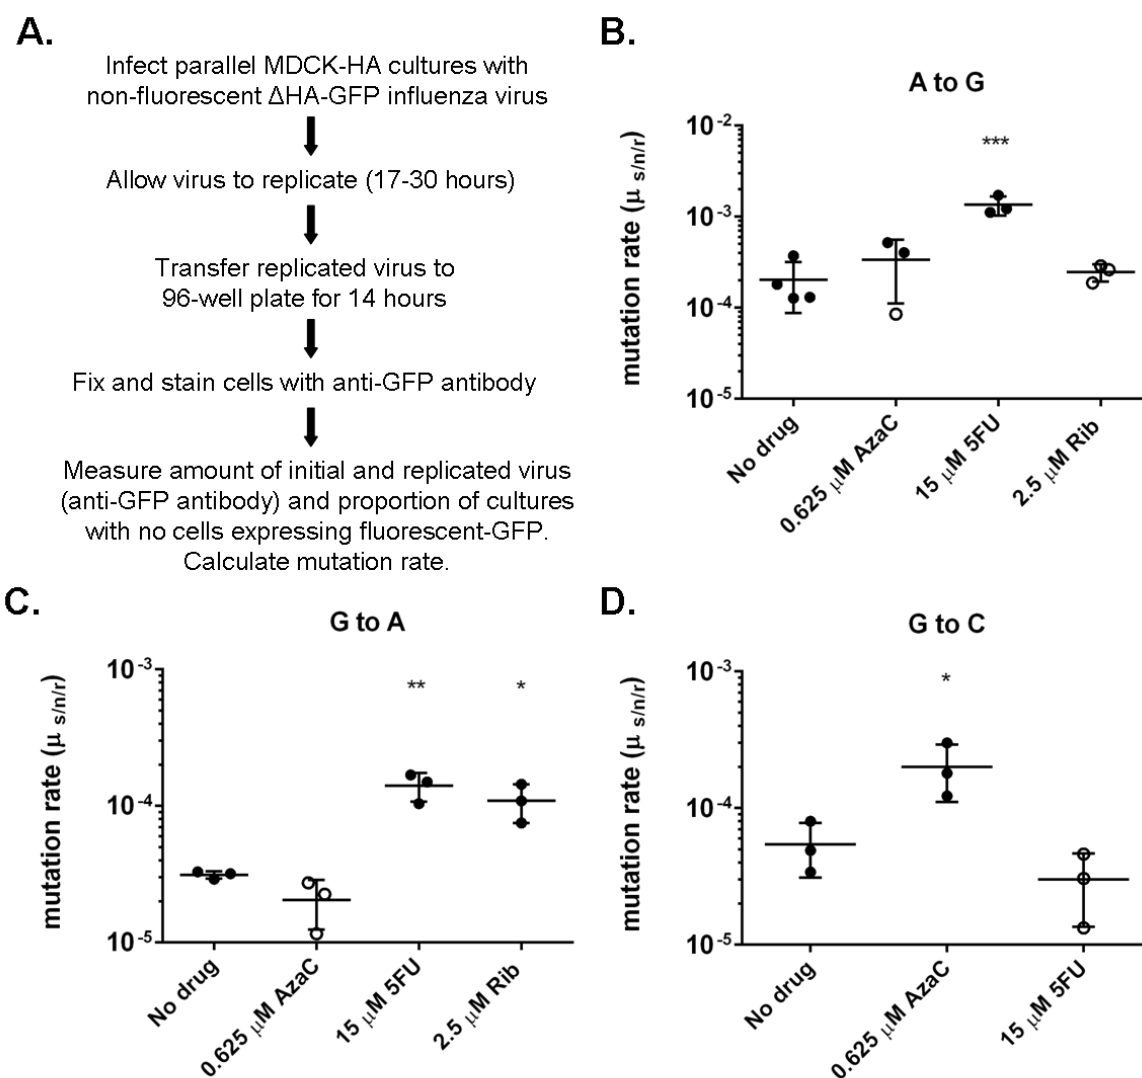 A.
Infect parallel MDCK-HA cultures with
non-fluorescent ΔHA-GFP influenza virus
Allow virus to replicate (17-30 hours)
Transfer replicated virus to
96-well plate for 14 hours
Fix and stain cells with anti-GFP antibody
Measure amount of initial and replicated virus
(anti-GFP antibody) and proportion of cultures
with no cells expressing fluorescent-GFP.
Calculate mutation rate.
B.
A to G
mutation rate (μ s/n/r)
10-2
10-3
10-4
10-5
***
No drug
0.625 μM AzaC
15 μM 5FU
2.5 μM Rib
C.
G to A
mutation rate (μ s/n/r)
10-3
10-4
10-5
**
*
No drug
0.625 μM AzaC
15 μM 5FU
2.5 μM Rib
D.
G to C
mutation rate (μ s/n/r)
10-3
10-4
10-5
*
No drug
0.625 μM AzaC
15 μM 5FU